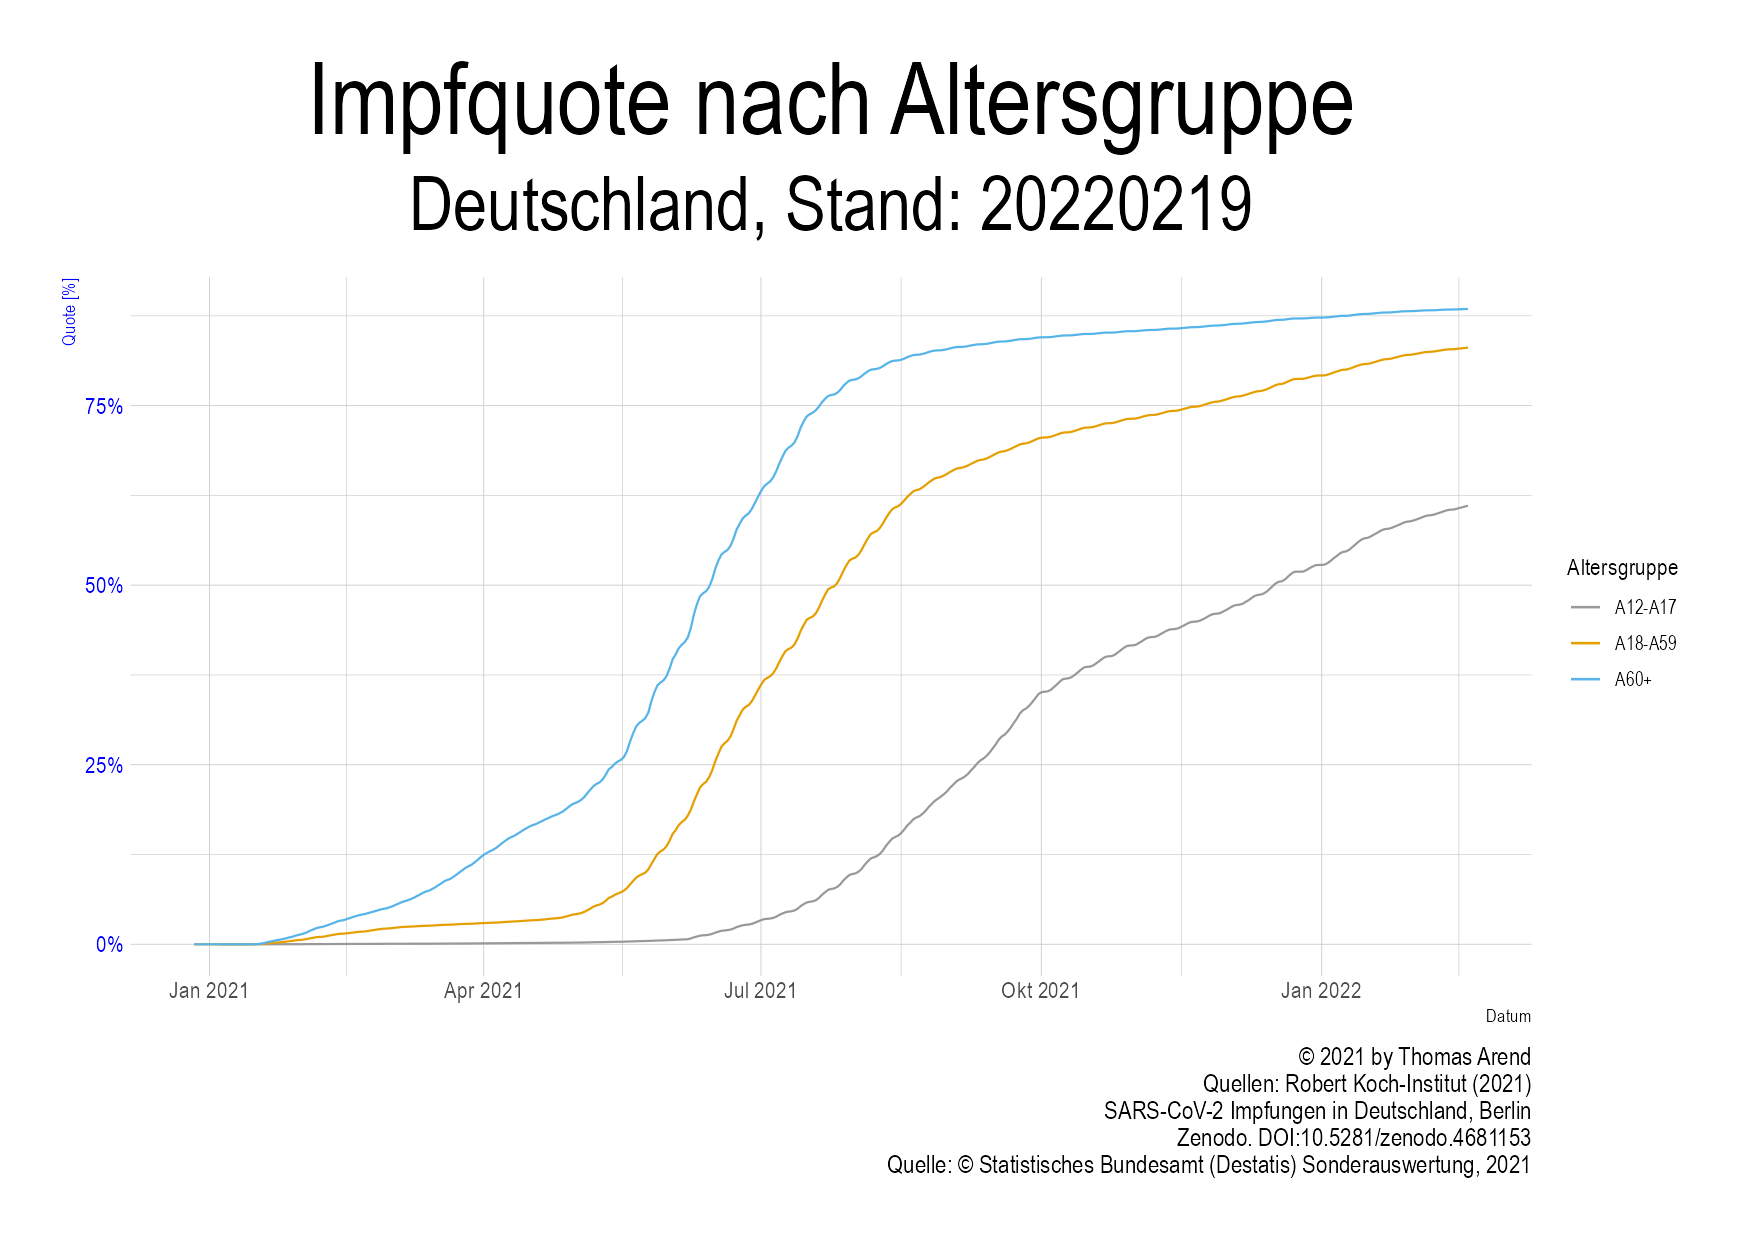 Impfquote nach Altersgruppe
Deutschland, Stand: 20220219
Quote [%]
75%
50%
25%
0%
Jan 2021
Apr 2021
Jul 2021
Okt 2021
Jan 2022
Datum
Altersgruppe
A12-A17
A18-A59
A60+
© 2021 by Thomas Arend
Quellen: Robert Koch-Institut (2021)
SARS-CoV-2 Impfungen in Deutschland, Berlin
Zenodo. DOI:10.5281/zenodo.4681153
Quelle: © Statistisches Bundesamt (Destatis) Sonderauswertung, 2021